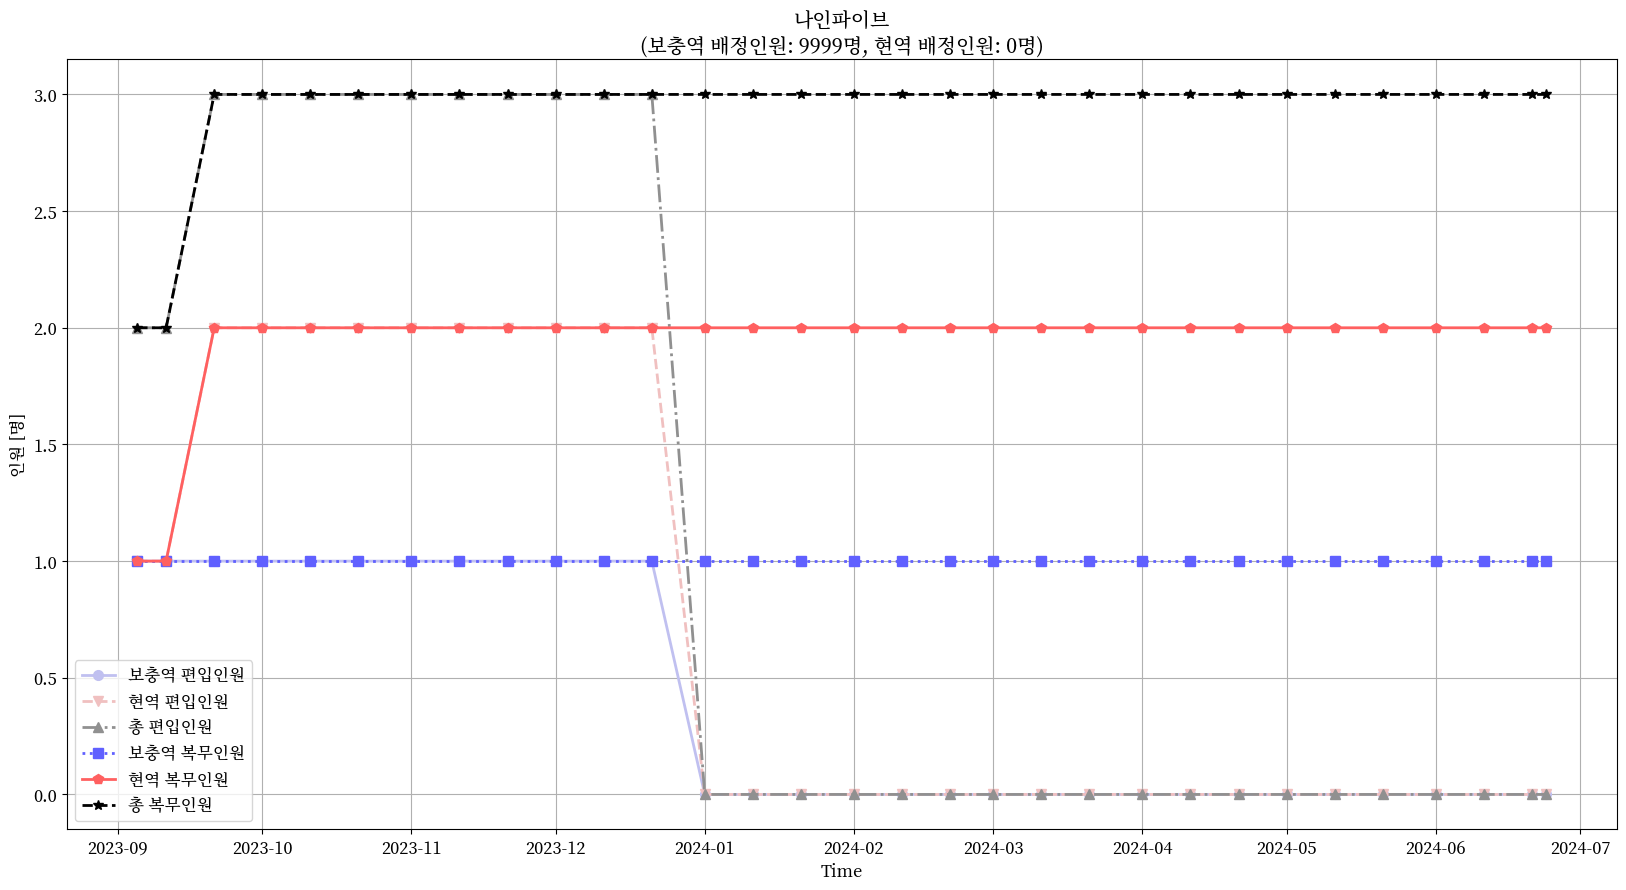 나인파이브
(보충역 배정인원: 9999명, 현역 배정인원: 0명)
인원 [명]
3.0
2.5
2.0
1.5
1.0
0.5
0.0
보충역 편입인원
현역 편입인원
총 편입인원
보충역 복무인원
현역 복무인원
총 복무인원
2023-09
2023-10
2023-11
2023-12
2024-01
2024-02
2024-03
2024-04
2024-05
2024-06
2024-07
Time